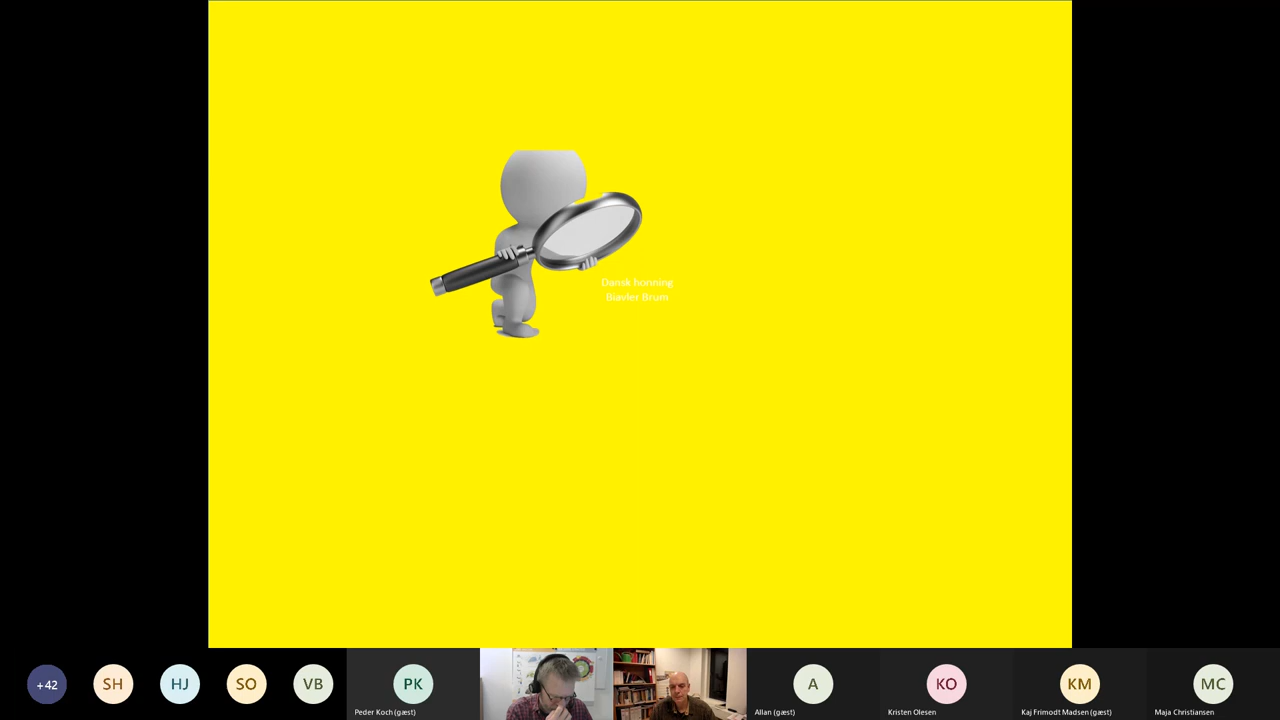 Dansk honning
Biavler Brum
+42
SH
HJ
SO
VB
PK
Peder Koch (gæst)
A
Allan (gæst)
KO
Kristen Olesen
KM
Kaj Frimodt Madsen (gæst)
MC
Maja Christiansen